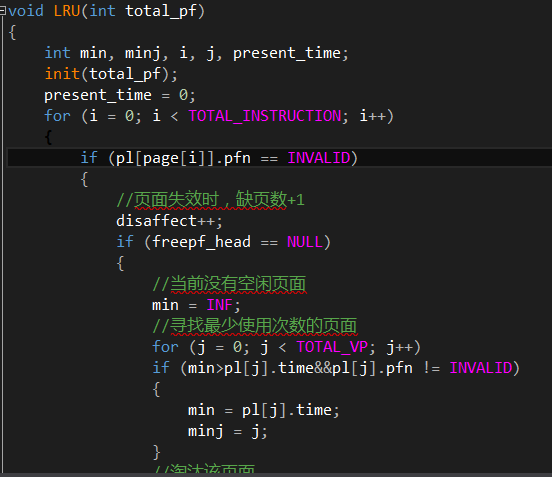 void LRU(int total_pf)
{
int min, minj, i, j, present_time;
init(total_pf);
present_time = 0;
for (i = 0; i < TOTAL_INSTRUCTION; i++)
{
if (pl[page[i]].pfn == INVALID)
{
//页面失效时，缺页数+1
disaffect++;
if (freepf_head == NULL)
{
//当前没有空闲页面
min = INF;
//寻找最少使用次数的页面
for (j = 0; j < TOTAL_VP; j++)
if (min>pl[j].time&&pl[j].pfn != INVALID)
{
min = pl[j].time;
minj = j;
}
//淘汰该页面